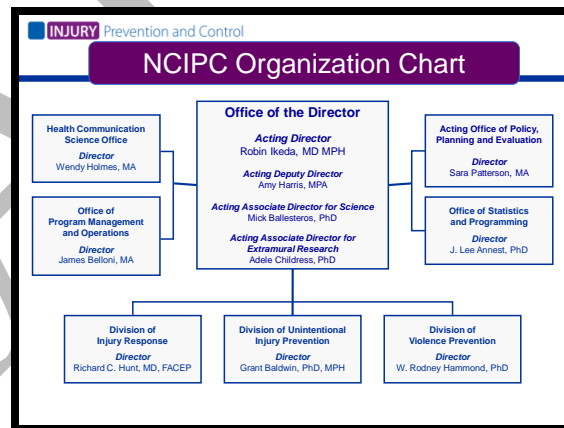 INJURY Prevention and Control
NCIPC Organization Chart
Health Communication
Science Office
Director
Wendy Holmes, MA
Office of
Program Management
and Operations
Director
James Belloni, MA
Office of the Director
Acting Director
Robin Ikeda, MD MPH
Acting Deputy Director
Amy Harris, MPA
Acting Associate Director for Science
Mick Ballesteros, PhD
Acting Associate Director for
Extramural Research
Adele Childress, PhD
Acting Office of Policy,
Planning and Evaluation
Director
Sara Patterson, MA
Office of Statistics
and Programming
Director
J. Lee Annest, PhD
Division of
Injury Response
Director
Richard C. Hunt, MD, FACEP
Division of Unintentional
Injury Prevention
Director
Grant Baldwin, PhD, MPH
Division of
Violence Prevention
Director
W. Rodney Hammond, PhD